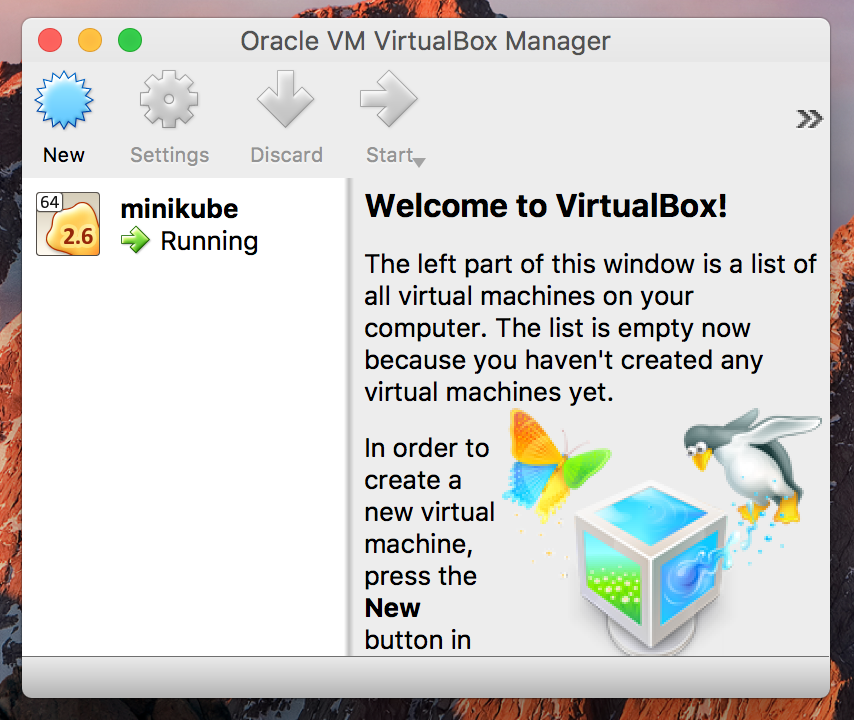 Oracle VM VirtualBox Manager
New
Settings
Discard
Start
64
2.6
minikube
Running
Welcome to VirtualBox!
The left part of this window is a list of
all virtual machines on your
computer. The list is empty now
because you haven't created any
virtual machines yet.
In order to
create a
new virtual
machine,
press the
New
button in